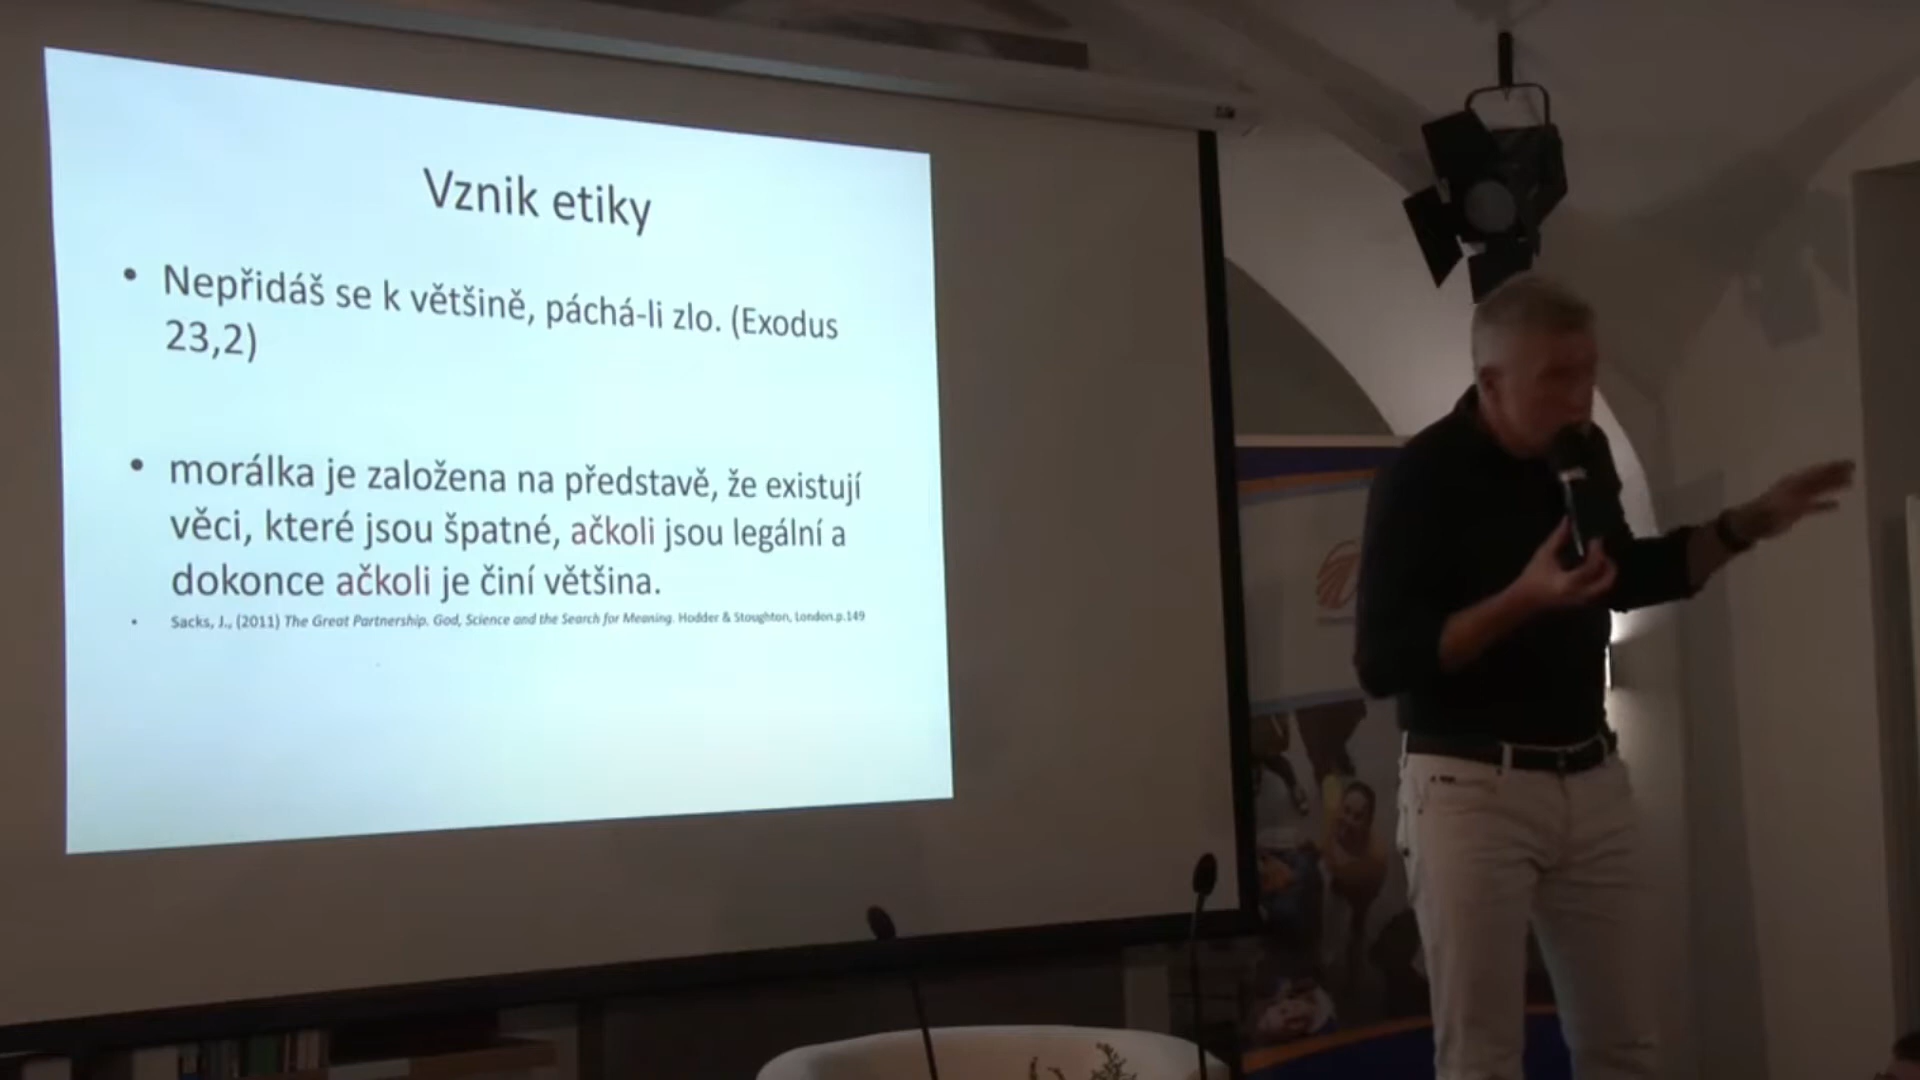 Vznik etiky
• Nepřidáš se k většině, páchá-li zlo. (Exodus
23,2)
• morálka je založena na představě, že existují
věci, které jsou špatné, ačkoli jsou legální a
dokonce ačkoli je činí většina.
• Sacks, J., (2011) The Great Partnership. God, Science and the Search for Meaning. Hodder & Stoughton, London.p.149